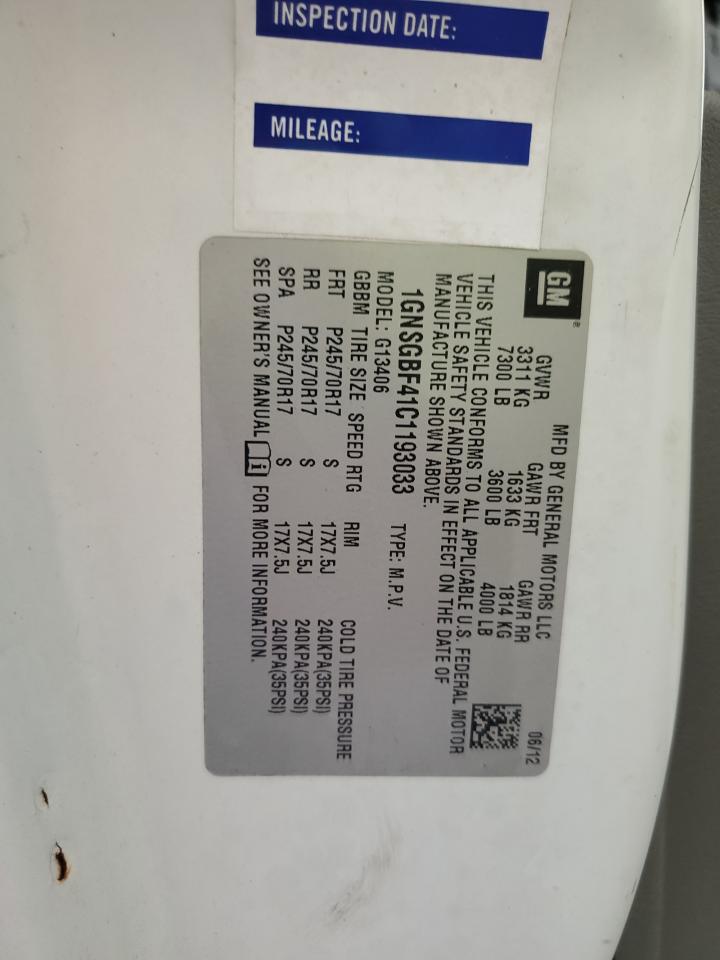 INSPECTION DATE:
MILEAGE:
GM ®
MFD BY GENERAL MOTORS LLC 06/12
GVWR GAWR FRT GAWR RR
3311 KG 1633 KG 1814 KG
7300 LB 3600 LB 4000 LB
THIS VEHICLE CONFORMS TO ALL APPLICABLE U.S. FEDERAL MOTOR
VEHICLE SAFETY STANDARDS IN EFFECT ON THE DATE OF
MANUFACTURE SHOWN ABOVE.
1GNSGBF41C1193033 TYPE: M.P.V.
MODEL: G13406
GBBM TIRE SIZE SPEED RTG RIM COLD TIRE PRESSURE
FRT P245/70R17 S 17X7.5J 240KPA(35PSI)
RR P245/70R17 S 17X7.5J 240KPA(35PSI)
SPA P245/70R17 S 17X7.5J 240KPA(35PSI)
SEE OWNER'S MANUAL i FOR MORE INFORMATION.